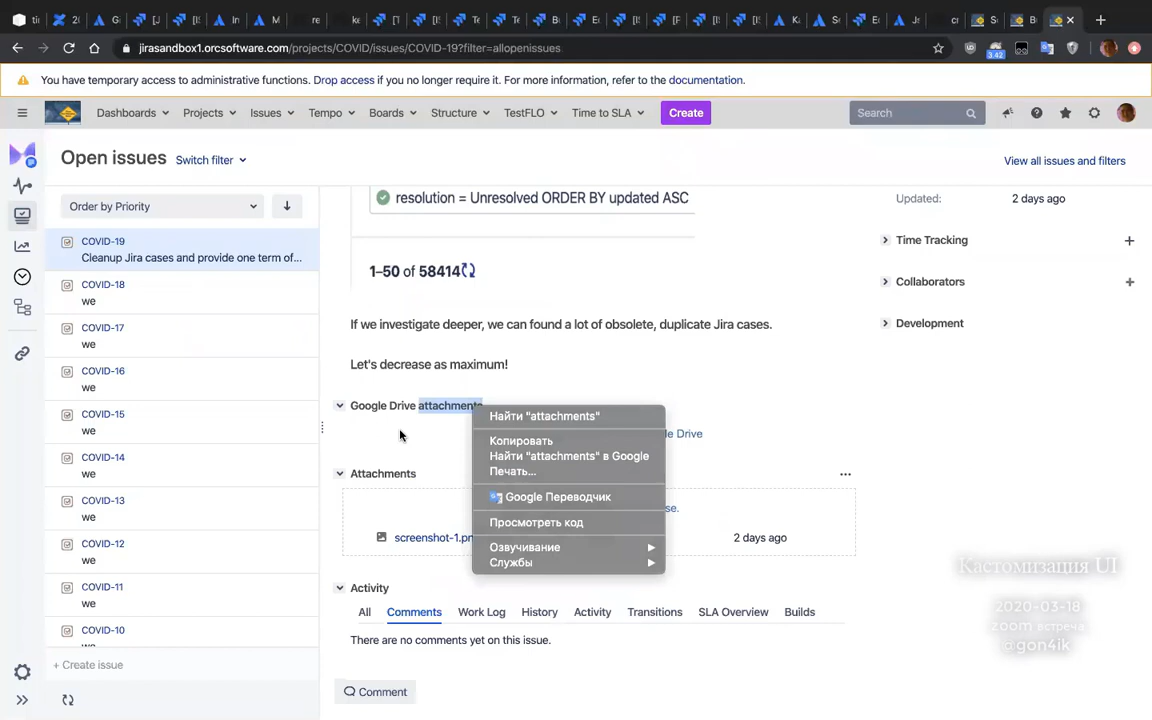 jirasandbox1.orcsoftware.com/projects/COVID/issues/COVID-19?filter=allopenissues
3.42
You have temporary access to administrative functions. Drop access if you no longer require it. For more information, refer to the documentation.
Dashboards Projects Issues Tempo Boards Structure TestFLO Time to SLA Create Search
Open issues Switch filter View all issues and filters
Order by Priority
COVID-19
Cleanup Jira cases and provide one term of...
COVID-18
we
COVID-17
we
COVID-16
we
COVID-15
we
COVID-14
we
COVID-13
we
COVID-12
we
COVID-11
we
COVID-10
+ Create issue
resolution = Unresolved ORDER BY updated ASC
1–50 of 58414
If we investigate deeper, we can found a lot of obsolete, duplicate Jira cases.
Let's decrease as maximum!
Google Drive attachments
Найти "attachments"
Копировать
Найти "attachments" в Google
Печать...
Google Переводчик
Просмотреть код
Озвучивание
Службы
Drive
Attachments
screenshot-1.pn
2 days ago
Activity
All Comments Work Log History Activity Transitions SLA Overview Builds
There are no comments yet on this issue.
Comment
Updated: 2 days ago
Time Tracking
Collaborators
Development
Кастомизация UI
2020-03-18
zoom встреча
@gon4ik